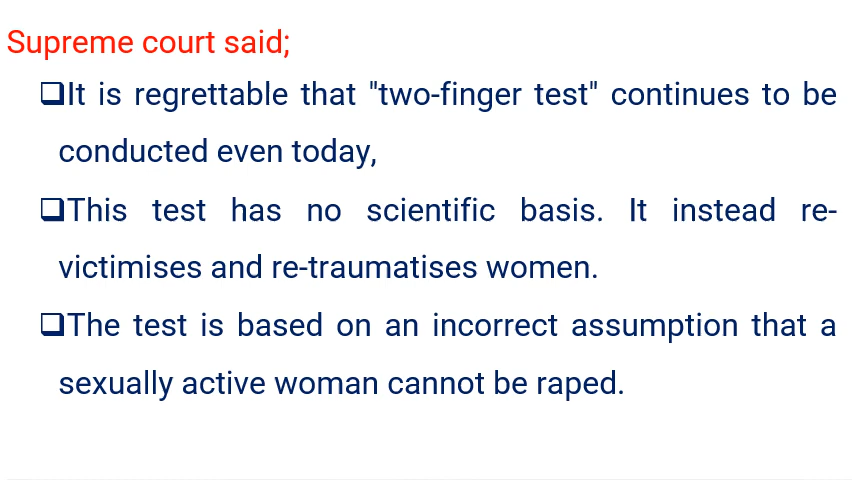 Supreme court said;
❑It is regrettable that "two-finger test" continues to be
conducted even today,
❑This test has no scientific basis. It instead re-
victimises and re-traumatises women.
❑The test is based on an incorrect assumption that a
sexually active woman cannot be raped.